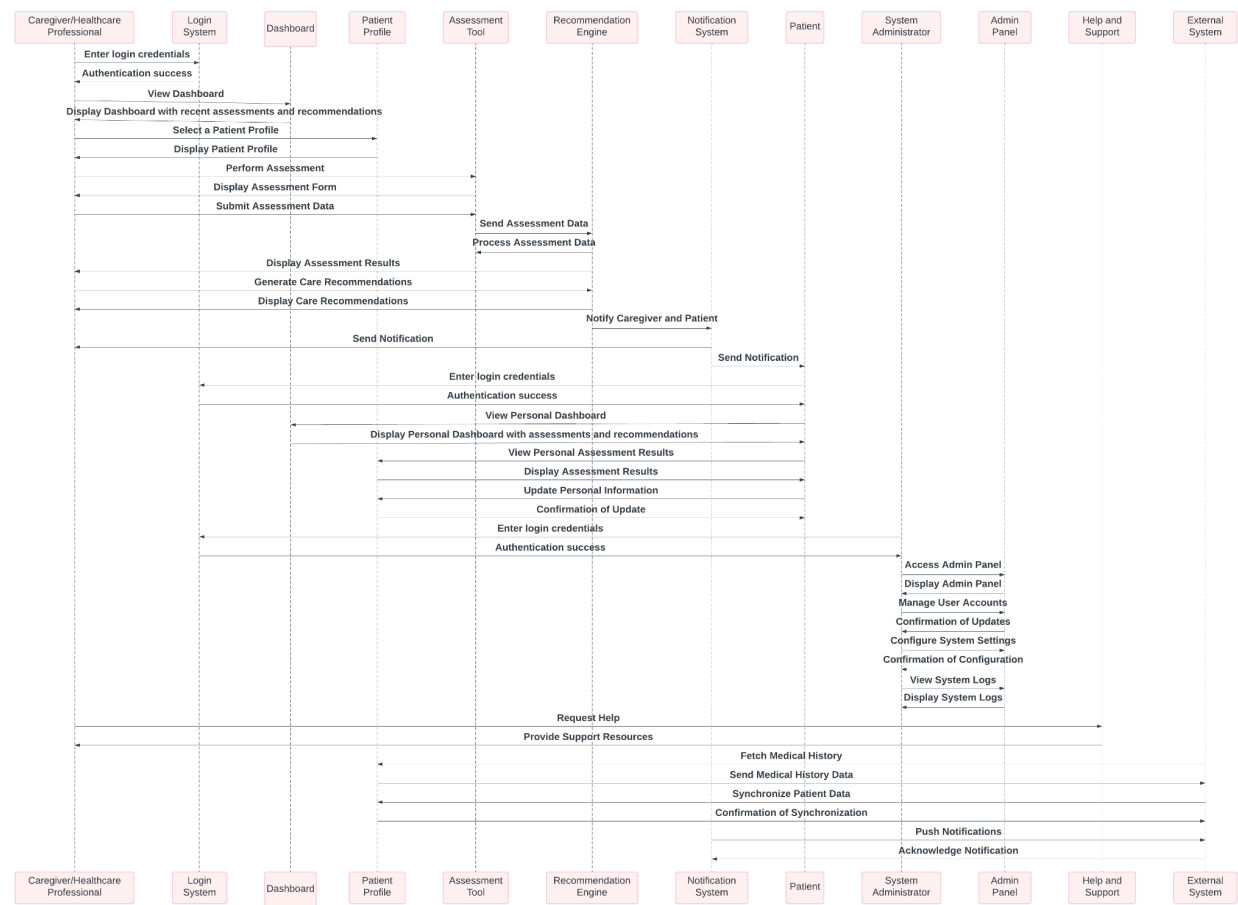 Caregiver/Healthcare
Professional
Login
System
Dashboard
Patient
Profile
Assessment
Tool
Recommendation
Engine
Notification
System
Patient
System
Administrator
Admin
Panel
Help and
Support
External
System
Enter login credentials
Authentication success
View Dashboard
Display Dashboard with recent assessments and recommendations
Select a Patient Profile
Display Patient Profile
Perform Assessment
Display Assessment Form
Submit Assessment Data
Send Assessment Data
Process Assessment Data
Display Assessment Results
Generate Care Recommendations
Display Care Recommendations
Notify Caregiver and Patient
Send Notification
Send Notification
Enter login credentials
Authentication success
View Personal Dashboard
Display Personal Dashboard with assessments and recommendations
View Personal Assessment Results
Display Assessment Results
Update Personal Information
Confirmation of Update
Enter login credentials
Authentication success
Access Admin Panel
Display Admin Panel
Manage User Accounts
Confirmation of Updates
Configure System Settings
Confirmation of Configuration
View System Logs
Display System Logs
Request Help
Provide Support Resources
Fetch Medical History
Send Medical History Data
Synchronize Patient Data
Confirmation of Synchronization
Push Notifications
Acknowledge Notification
Caregiver/Healthcare
Professional
Login
System
Dashboard
Patient
Profile
Assessment
Tool
Recommendation
Engine
Notification
System
Patient
System
Administrator
Admin
Panel
Help and
Support
External
System